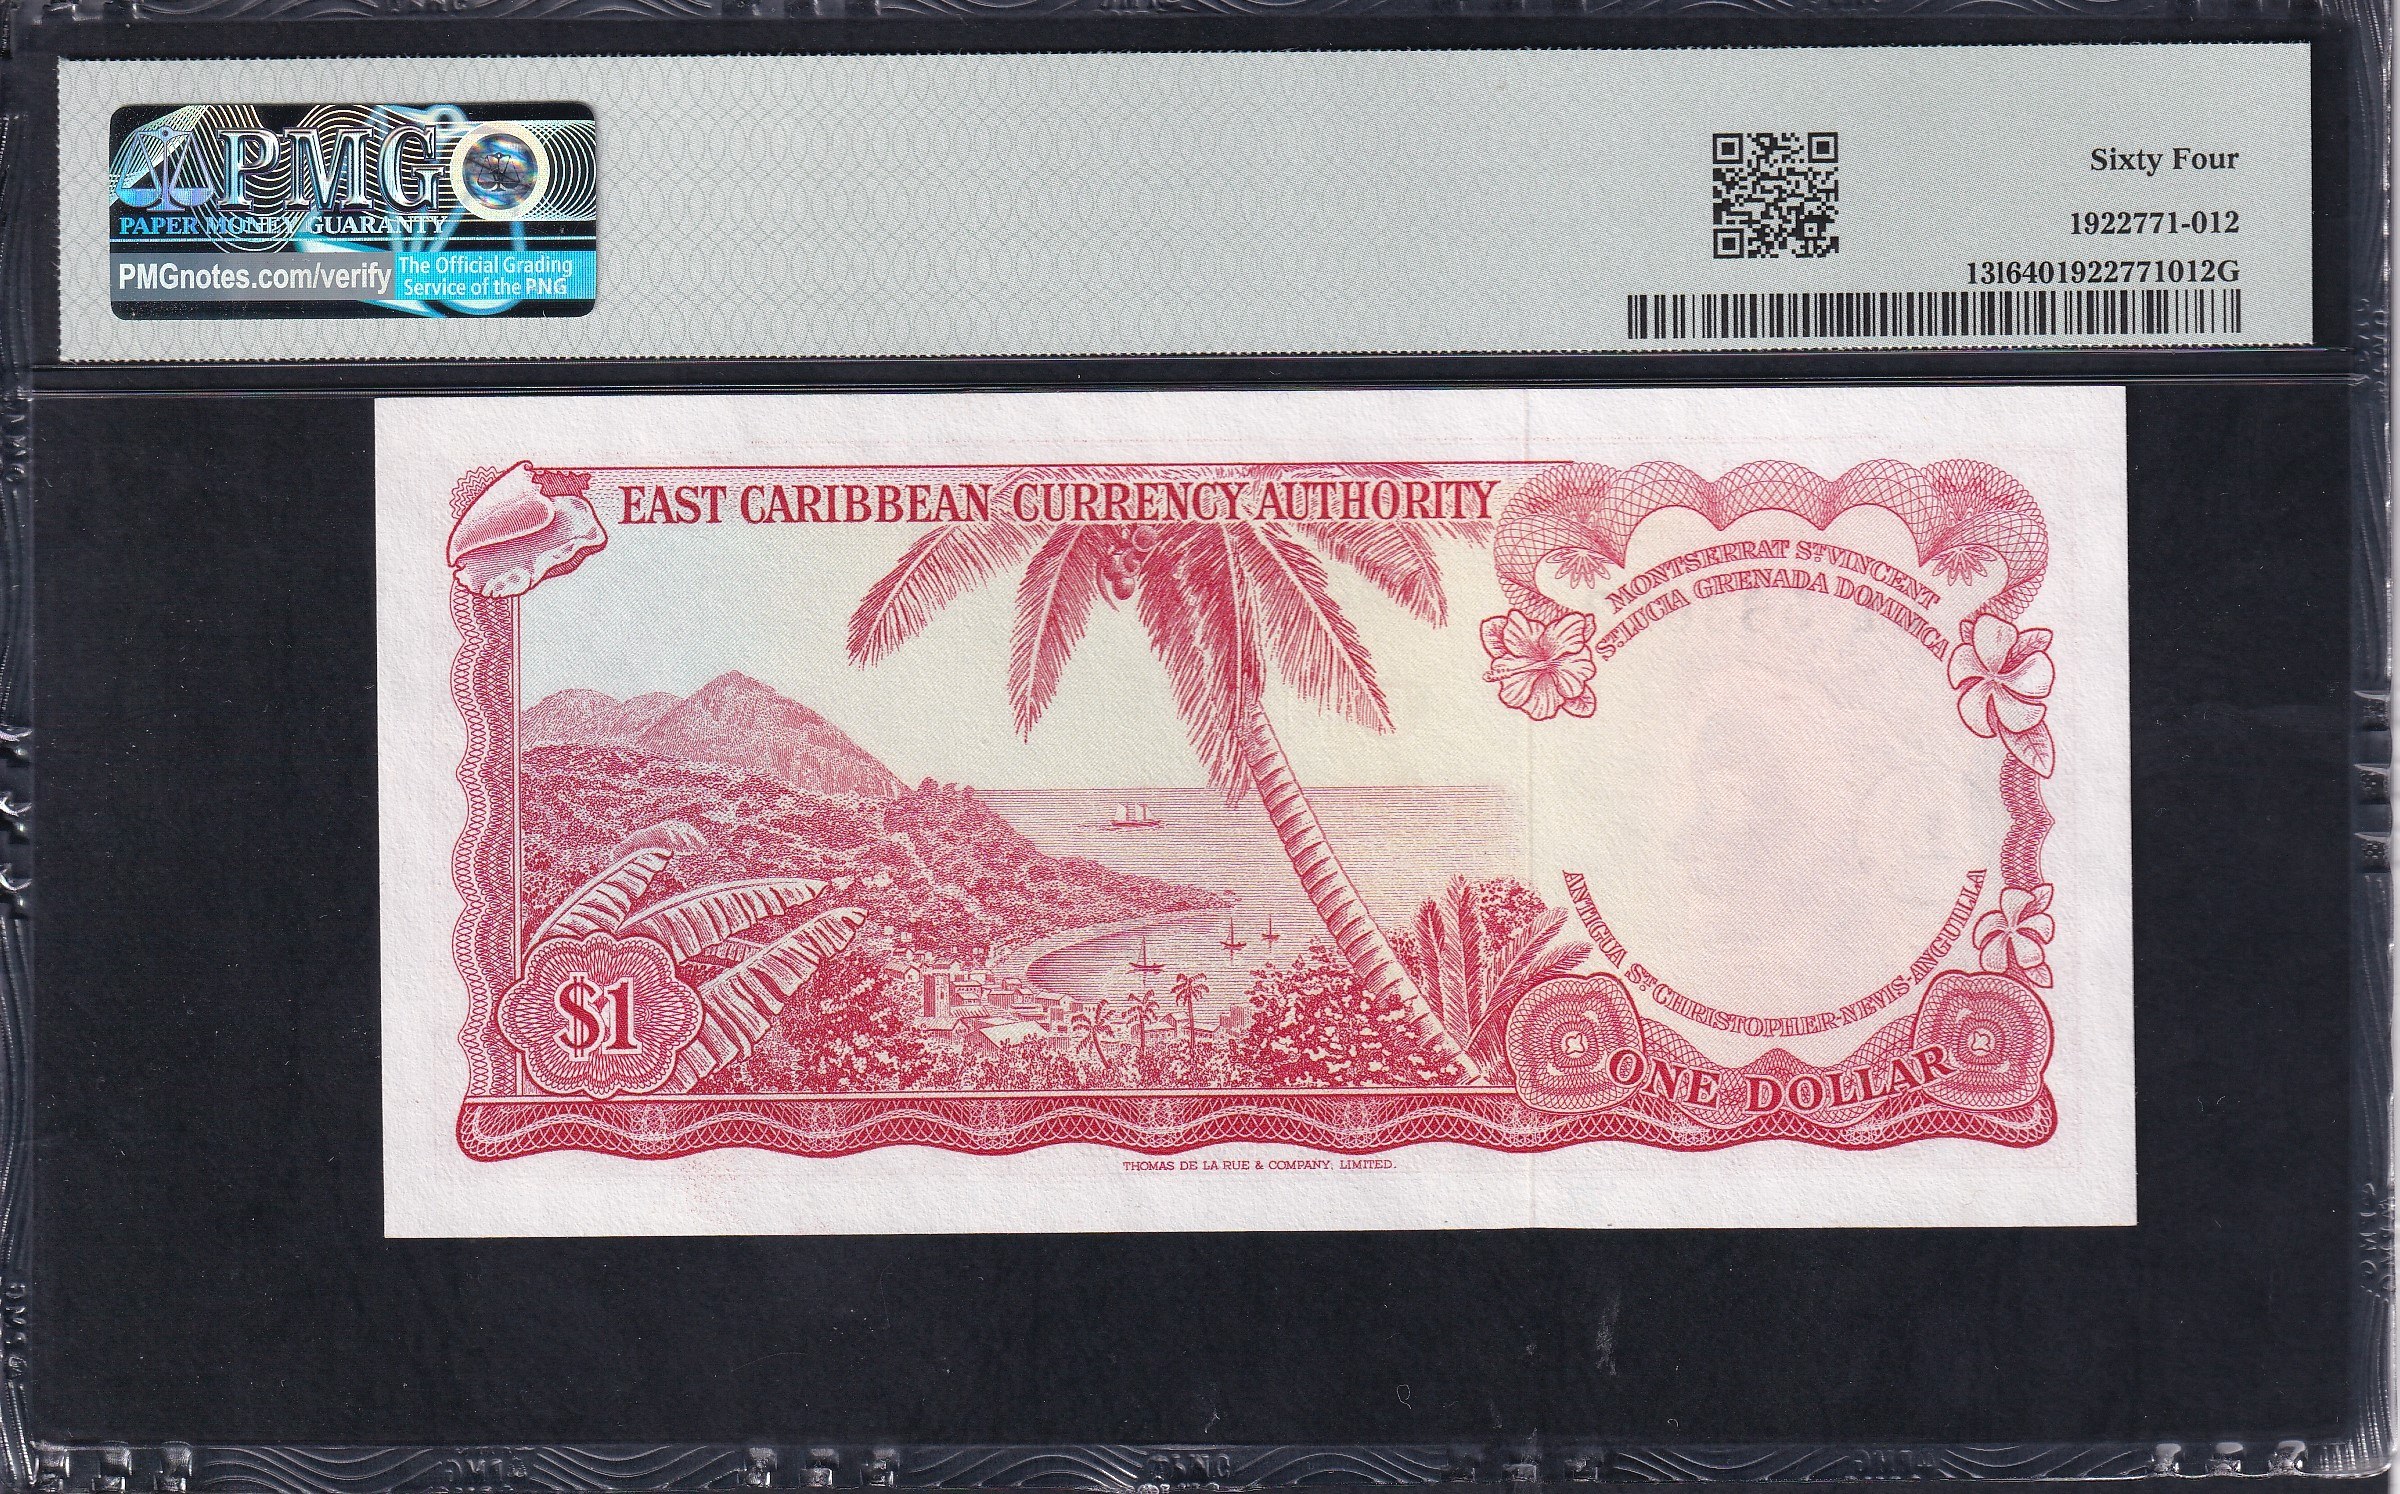 PMG
PAPER MONEY GUARANTY
PMGnotes.com/verify
The Official Grading
Service of the PNG
Sixty Four
1922771-012
13l6401922771012G
EAST CARIBBEAN CURRENCY AUTHORITY
MONTSERRAT ST VINCENT
ST LUCIA GRENADA DOMINICA
ANTIGUA ST CHRISTOPHER-NEVIS-ANGUILLA
$1
ONE DOLLAR
THOMAS DE LA RUE & COMPANY, LIMITED.